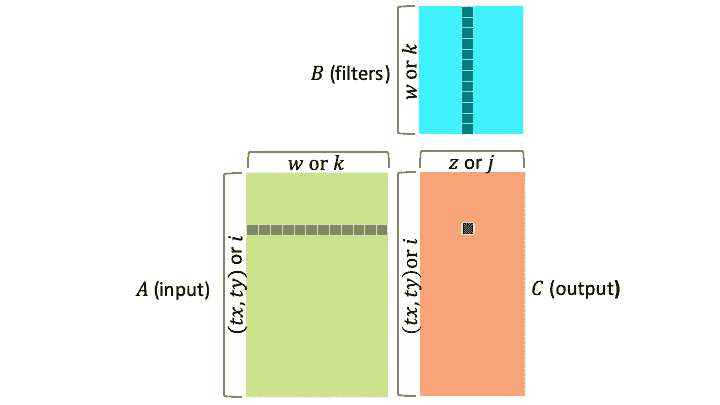 B (filters)
w or k
w or k
z or j
A (input)
(tx, ty) or i
(tx, ty) or i
C (output)